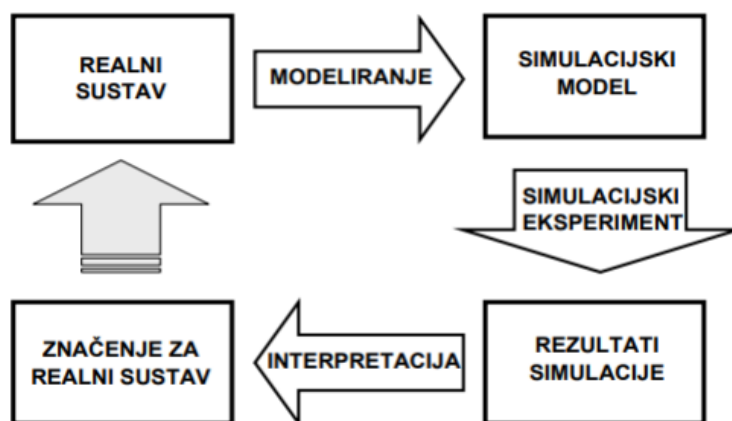 REALNI
SUSTAV
MODELIRANJE
SIMULACIJSKI
MODEL
SIMULACIJSKI
EKSPERIMENT
ZNAČENJE ZA
REALNI SUSTAV
INTERPRETACIJA
REZULTATI
SIMULACIJE